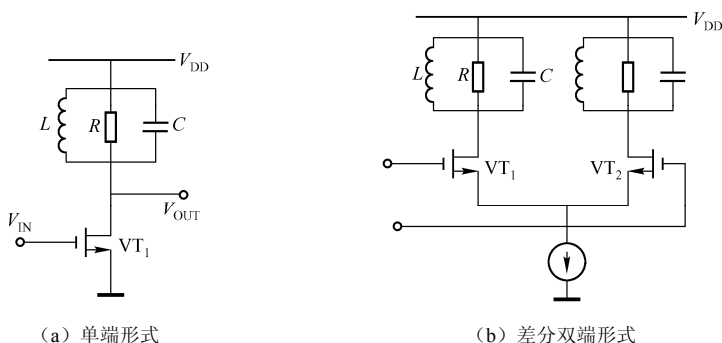 V_DD
L R C
V_OUT
V_IN
VT_1
(a) 单端形式
V_DD
L R C
VT_1 VT_2
(b) 差分双端形式